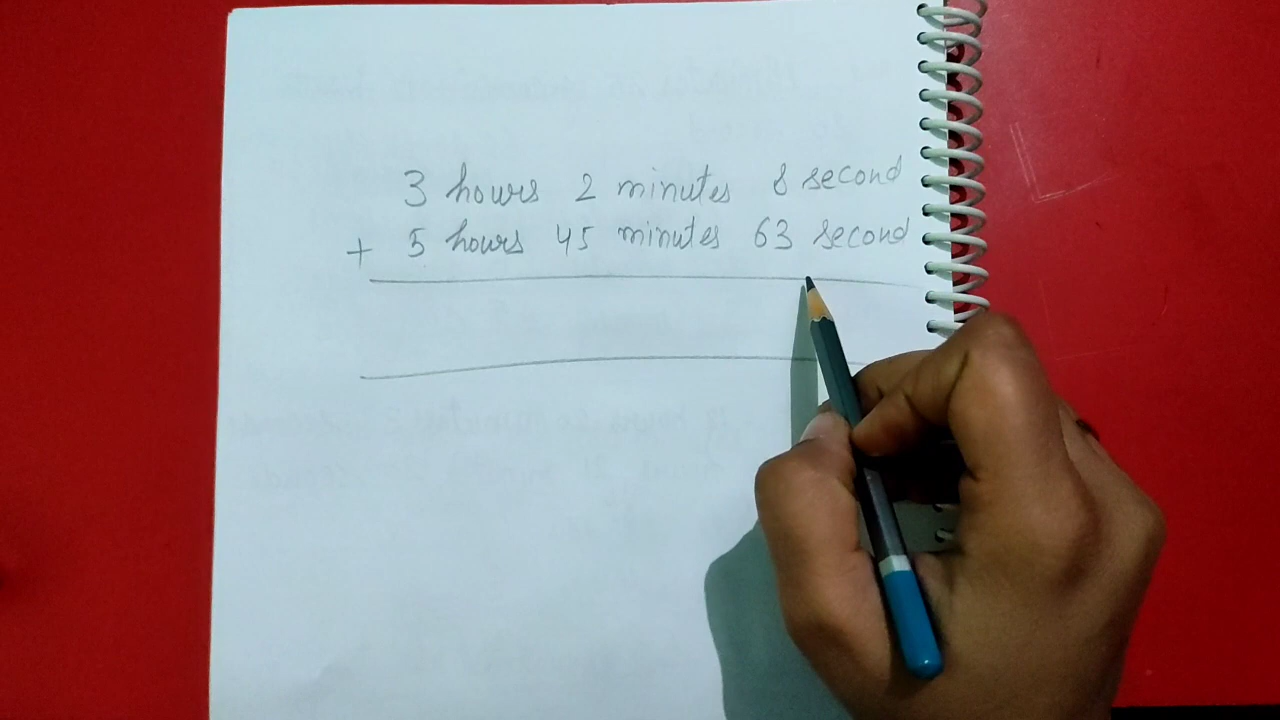 3 hours 2 minutes 8 second
+ 5 hours 45 minutes 63 second